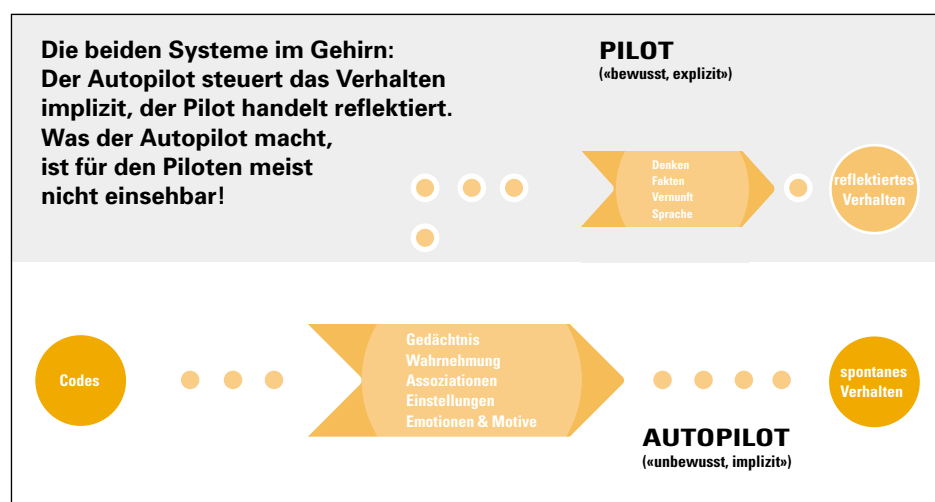 Die beiden Systeme im Gehirn:
Der Autopilot steuert das Verhalten
implizit, der Pilot handelt reflektiert.
Was der Autopilot macht,
ist für den Piloten meist
nicht einsehbar!
PILOT
(«bewusst, explizit»)
Denken
Fakten
Vernunft
Sprache
reflektiertes
Verhalten
Codes
Gedächtnis
Wahrnehmung
Assoziationen
Einstellungen
Emotionen & Motive
spontanes
Verhalten
AUTOPILOT
(«unbewusst, implizit»)